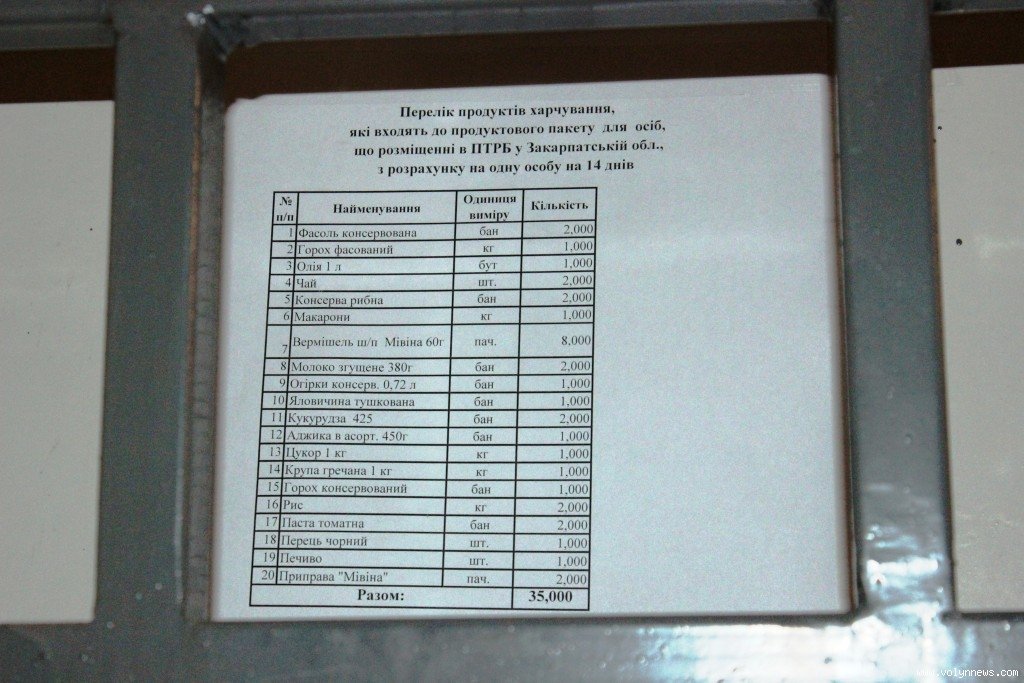 Перелік продуктів харчування,
які входять до продуктового пакету для осіб,
що розміщенні в ПТРБ у Закарпатській обл.,
з розрахунку на одну особу на 14 днів
№ п/п Найменування Одиниця виміру Кількість
1 Фасоль консервована бан 2,000
2 Горох фасований кг 1,000
3 Олія 1 л бут 1,000
4 Чай шт. 2,000
5 Консерва рибна бан 2,000
6 Макарони кг 1,000
7 Вермішель ш/п Мівіна 60г пач. 8,000
8 Молоко згущене 380г бан 2,000
9 Огірки консерв. 0,72 л бан 1,000
10 Яловичина тушкована бан 1,000
11 Кукурудза 425 бан 2,000
12 Аджика в асорт. 450г бан 1,000
13 Цукор 1 кг кг 1,000
14 Крупа гречана 1 кг кг 1,000
15 Горох консервований бан 1,000
16 Рис кг 2,000
17 Паста томатна бан 2,000
18 Перець чорний шт. 1,000
19 Печиво шт. 1,000
20 Приправа "Мівіна" пач. 2,000
Разом: 35,000
www.volynnews.com